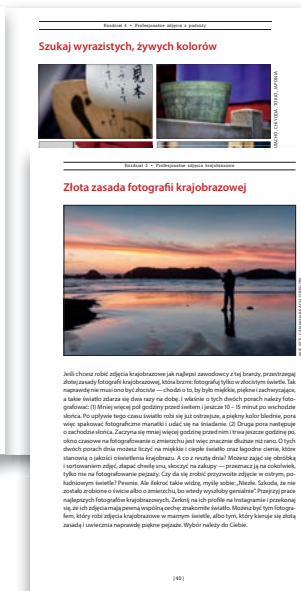 Rozdział 4 • Profesjonalne zdjęcia z podróży
Szukaj wyrazistych, żywych kolorów
見本
TOKIO, JAPONIA
Rozdział 3 • Profesjonalne zdjęcia krajobrazowe
Złota zasada fotografii krajobrazowej
Jeśli chcesz robić zdjęcia krajobrazowe jak najlepsi zawodowcy z tej branży, przestrzegaj
złotej zasady fotografii krajobrazowej, która brzmi: fotografuj tylko w złocistym świetle. Tak
naprawdę nie musi ono być złociste — chodzi o to, by było miękkie, piękne i zachwycające,
a takie światło zdarza się dwa razy na dobę. I właśnie o tych dwóch porach należy foto-
grafować: (1) Mniej więcej pół godziny przed świtem i jeszcze 10 – 15 minut po wschodzie
słońca. Po upływie tego czasu światło robi się już ostrzejsze, a piękny kolor blednie, pora
więc spakować fotograficzne manatki i udać się na śniadanie. (2) Druga pora następuje
o zachodzie słońca. Zaczyna się mniej więcej godzinę przed nim i trwa jeszcze godzinę po,
okno czasowe na fotografowanie o zmierzchu jest więc znacznie dłuższe niż rano. O tych
dwóch porach dnia możesz liczyć na miękkie i ciepłe światło oraz łagodne cienie, które
stanowią o jakości oświetlenia krajobrazu. A co z resztą dnia? Możesz zająć się obróbką
i sortowaniem zdjęć, złapać chwilę snu, skoczyć na zakupy — przeznacz ją na cokolwiek,
tylko nie na fotografowanie pejzaży. Czy da się zrobić przyzwoite zdjęcie w ostrym, po-
łudniowym świetle? Pewnie. Ale ilekroć takie widzę, myślę sobie: „Nieźle. Szkoda, że nie
zostało zrobione o świcie albo o zmierzchu, bo wtedy wyszłoby genialnie". Przejrzyj prace
najlepszych fotografów krajobrazowych. Zerknij na ich profile na Instagramie i przekonaj
się, że ich zdjęcia mają pewną wspólną cechę: znakomite światło. Możesz być tym fotogra-
fem, który robi zdjęcia krajobrazowe w marnym świetle, albo tym, który kieruje się złotą
zasadą i uwiecznia naprawdę piękne pejzaże. Wybór należy do Ciebie.
[ 40 ]